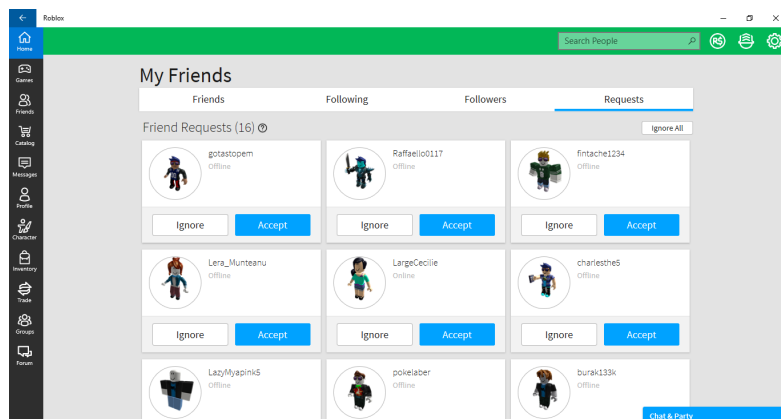 Roblox
Home
Search People
R$
Games
Friends
Catalog
Messages
Profile
Character
Inventory
Trade
Groups
Forum
My Friends
Friends Following Followers Requests
Friend Requests (16) Ignore All
gotastopem Raffaello0117 fintache1234
Offline Offline Offline
Ignore Accept Ignore Accept Ignore Accept
Lera_Munteanu LargeCecilie charlesthe5
Offline Online Offline
Ignore Accept Ignore Accept Ignore Accept
LazyMyapink5 pokelaber burak133k
Offline Offline Offline
Chat & Party